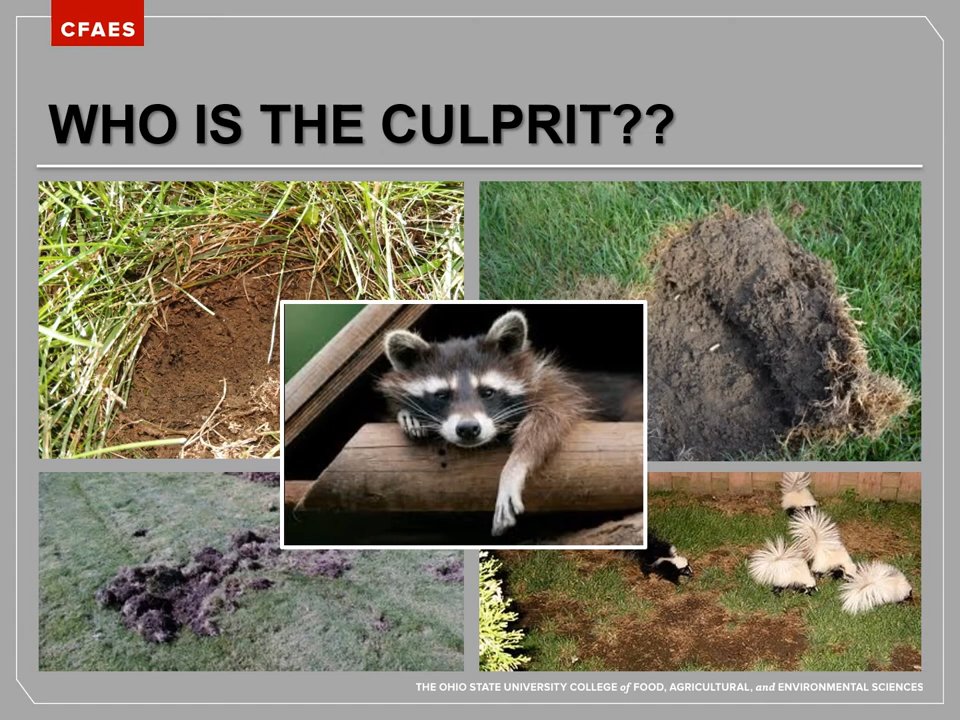 CFAES
WHO IS THE CULPRIT??
THE OHIO STATE UNIVERSITY COLLEGE of FOOD, AGRICULTURAL, and ENVIRONMENTAL SCIENCES